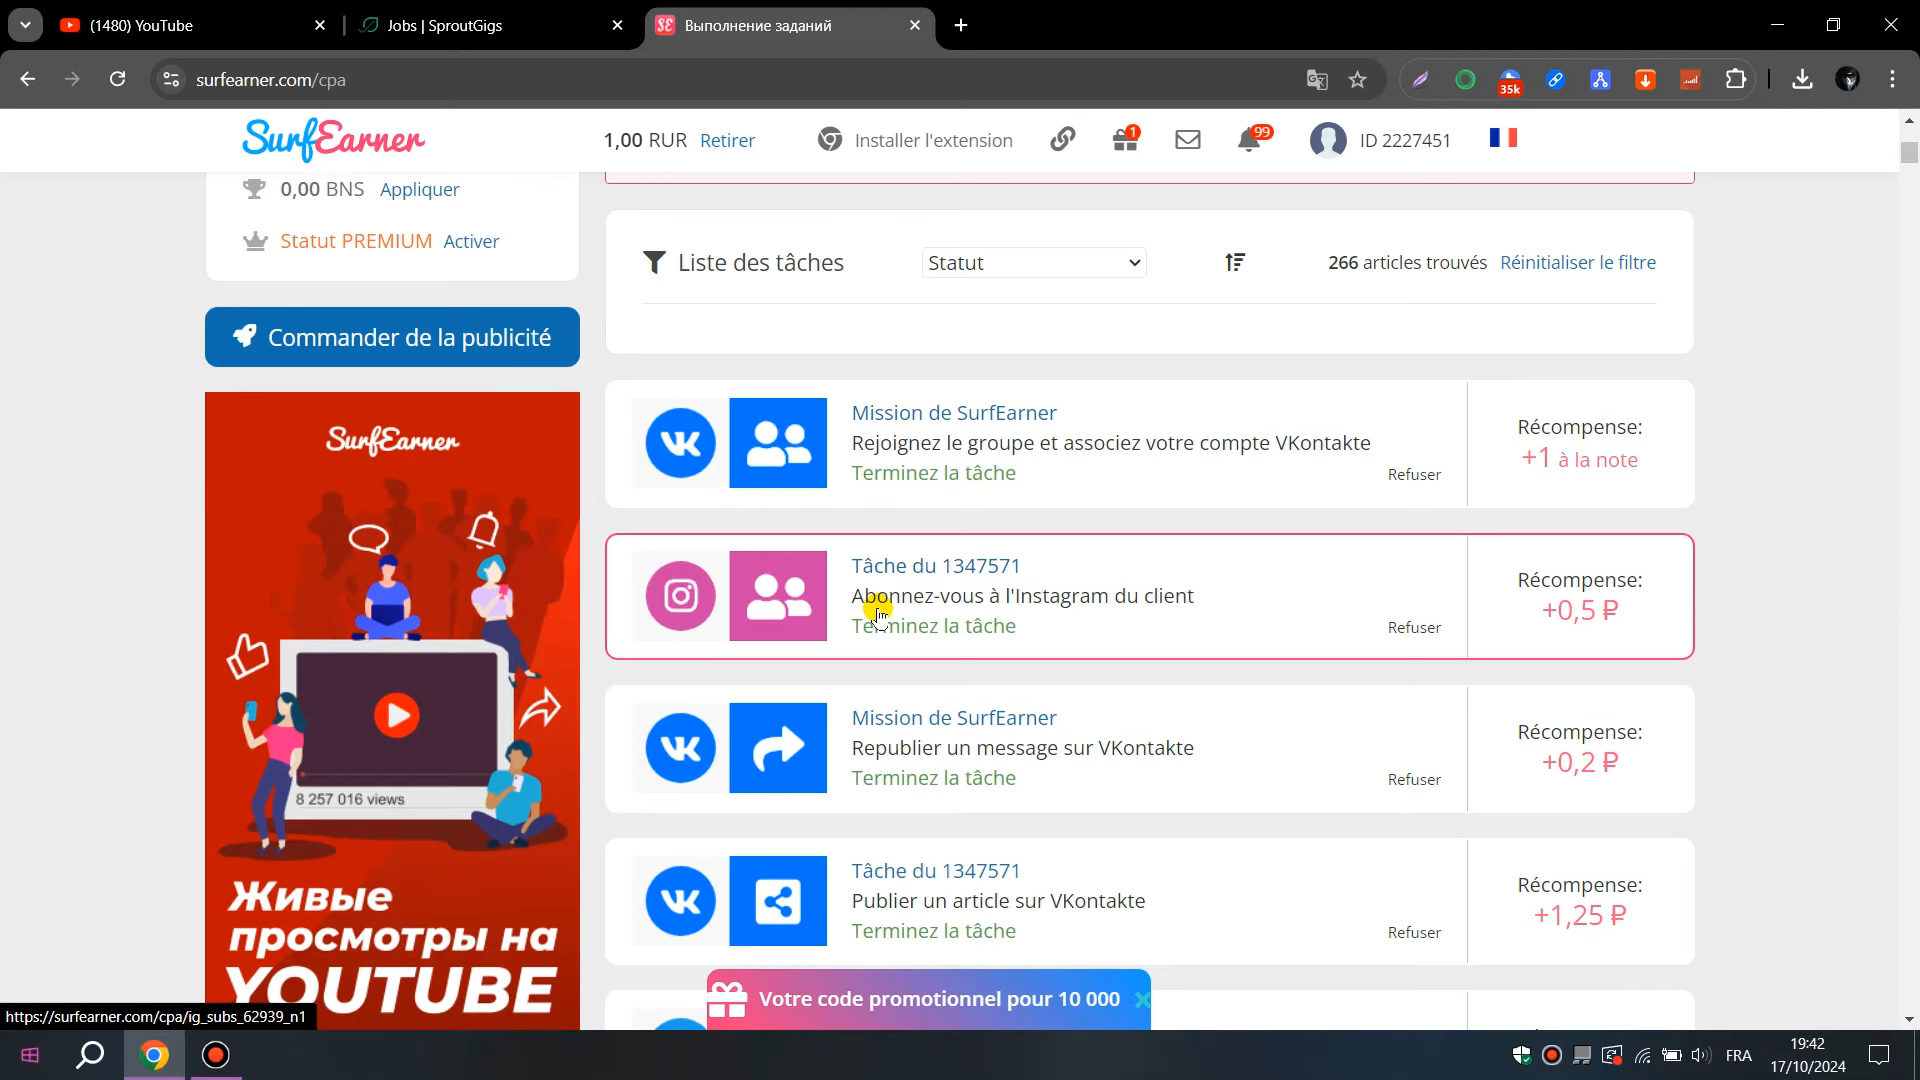 (1480) YouTube
Jobs | SproutGigs
Выполнение заданий
surfearner.com/cpa
35k
SurfEarner
1,00 RUR Retirer
Installer l'extension
1
99
ID 2227451
0,00 BNS Appliquer
Statut PREMIUM Activer
Commander de la publicité
SurfEarner
8 257 016 views
Живые
просмотры на
YOUTUBE
Liste des tâches
Statut
266 articles trouvés Réinitialiser le filtre
Mission de SurfEarner
Rejoignez le groupe et associez votre compte VKontakte
Terminez la tâche
Refuser
Récompense:
+1 à la note
Tâche du 1347571
Abonnez-vous à l'Instagram du client
Terminez la tâche
Refuser
Récompense:
+0,5 ₽
Mission de SurfEarner
Republier un message sur VKontakte
Terminez la tâche
Refuser
Récompense:
+0,2 ₽
Tâche du 1347571
Publier un article sur VKontakte
Terminez la tâche
Refuser
Récompense:
+1,25 ₽
Votre code promotionnel pour 10 000
https://surfearner.com/cpa/ig_subs_62939_n1
FRA
19:42
17/10/2024